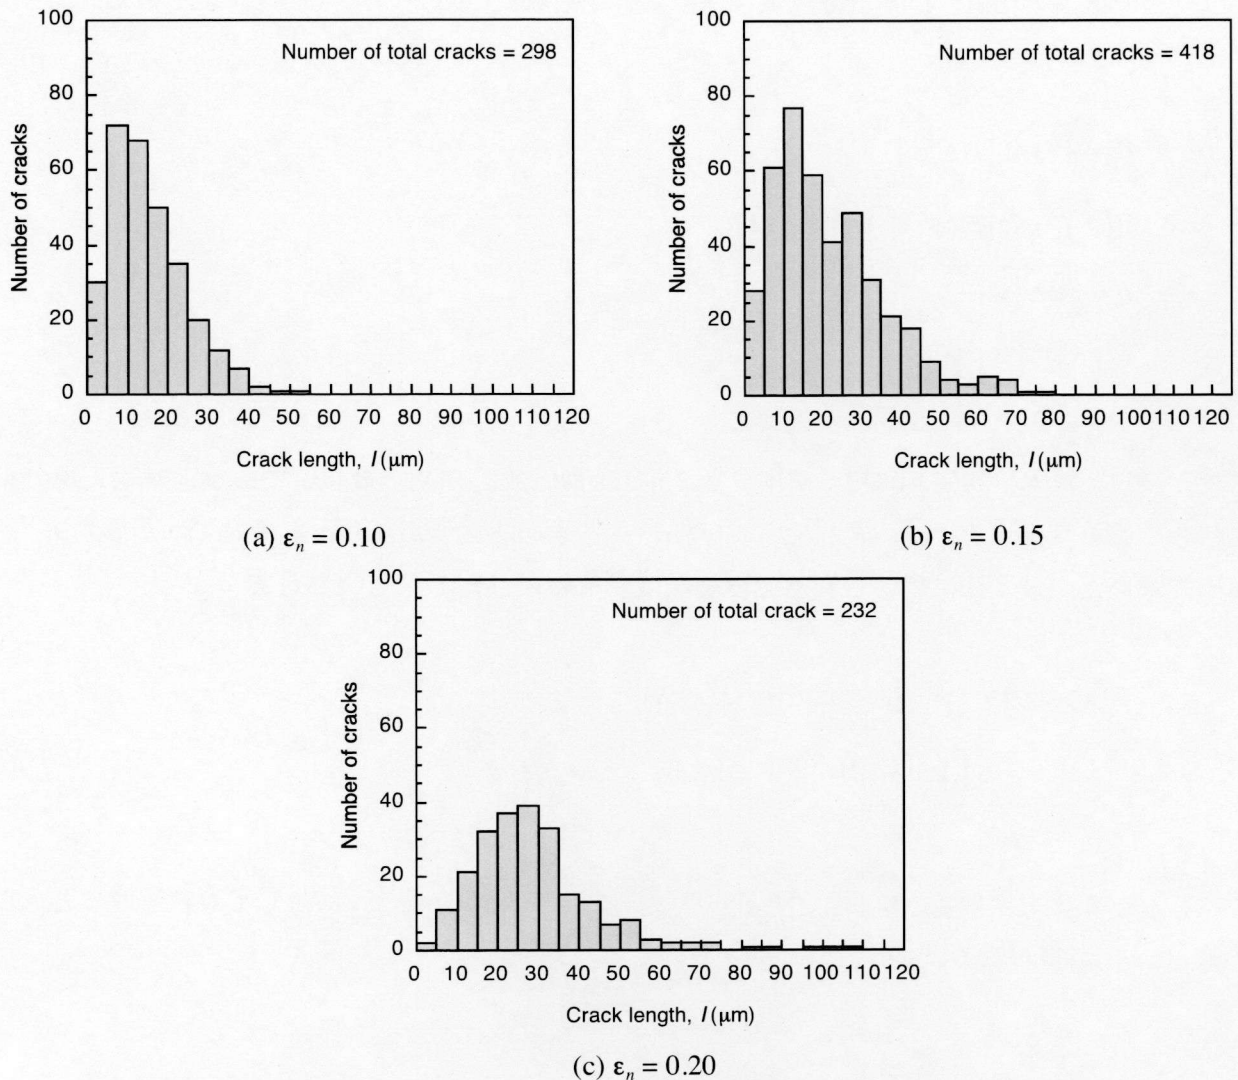 Number of total cracks = 298
Number of cracks
100
80
60
40
20
0
0 10 20 30 40 50 60 70 80 90 100 110 120
Crack length, l (μm)
(a) εn = 0.10
Number of total cracks = 418
Number of cracks
100
80
60
40
20
0
0 10 20 30 40 50 60 70 80 90 100 110 120
Crack length, l (μm)
(b) εn = 0.15
Number of total crack = 232
Number of cracks
100
80
60
40
20
0
0 10 20 30 40 50 60 70 80 90 100 110 120
Crack length, l (μm)
(c) εn = 0.20